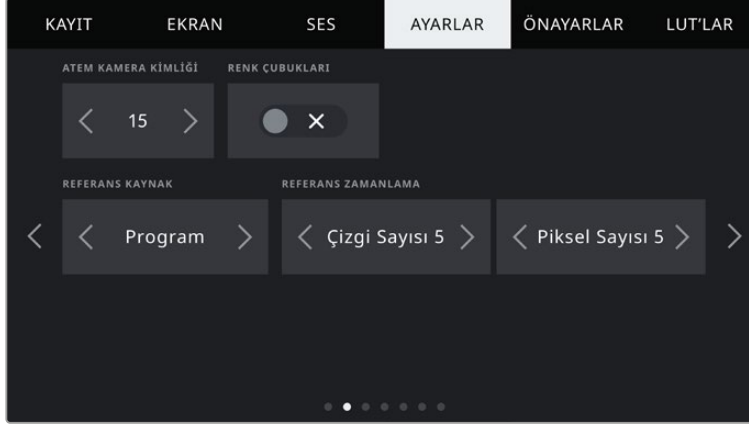 KAYIT EKRAN SES AYARLAR ÖNAYARLAR LUT'LAR
ATEM KAMERA KİMLİĞİ RENK ÇUBUKLARI
15
REFERANS KAYNAK REFERANS ZAMANLAMA
Program Çizgi Sayısı 5 Piksel Sayısı 5